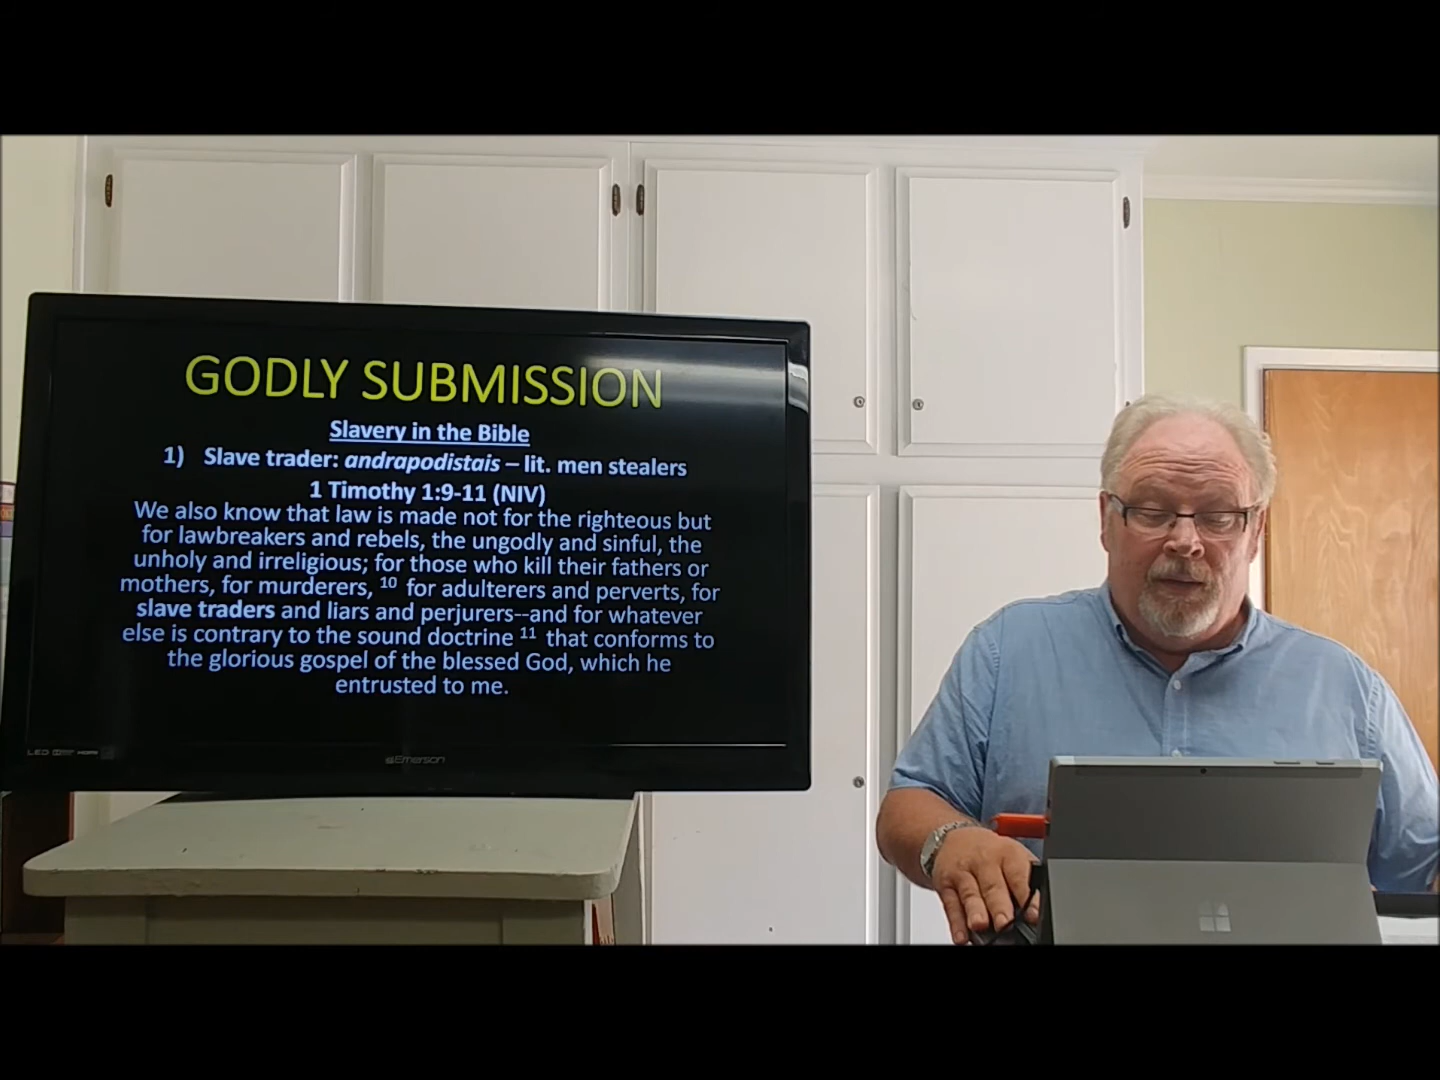 GODLY SUBMISSION
Slavery in the Bible
1) Slave trader: andrapodistais – lit. men stealers
1 Timothy 1:9-11 (NIV)
We also know that law is made not for the righteous but
for lawbreakers and rebels, the ungodly and sinful, the
unholy and irreligious; for those who kill their fathers or
mothers, for murderers, 10 for adulterers and perverts, for
slave traders and liars and perjurers--and for whatever
else is contrary to the sound doctrine 11 that conforms to
the glorious gospel of the blessed God, which he
entrusted to me.
LED HDMI
Emerson